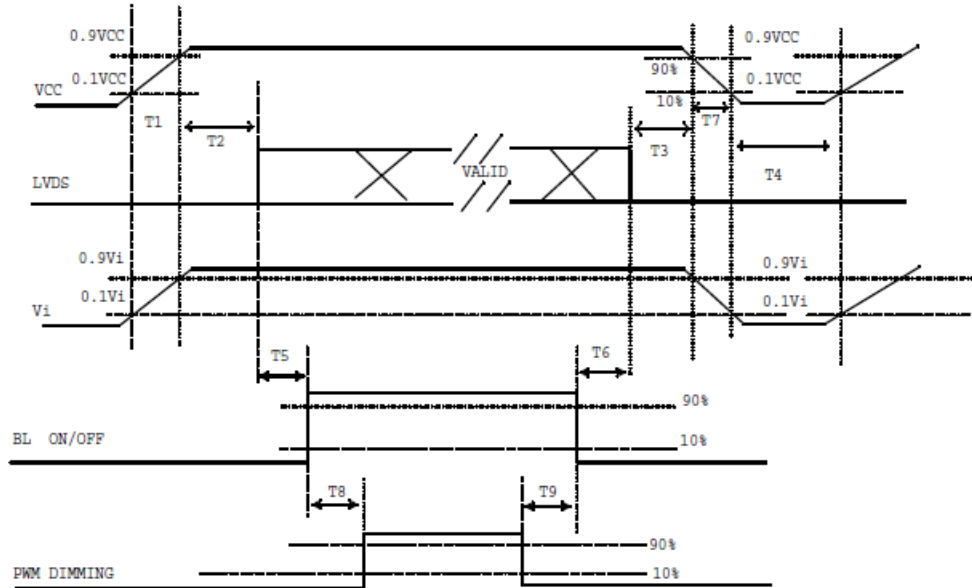 0.9VCC 0.9VCC
90%
0.1VCC 0.1VCC
VCC
10%
T1 T2 T3 T7
T4
VALID
LVDS
0.9Vi 0.9Vi
0.1Vi 0.1Vi
Vi
T5 T6
90%
BL ON/OFF 10%
T8 T9
90%
PWM DIMMING 10%